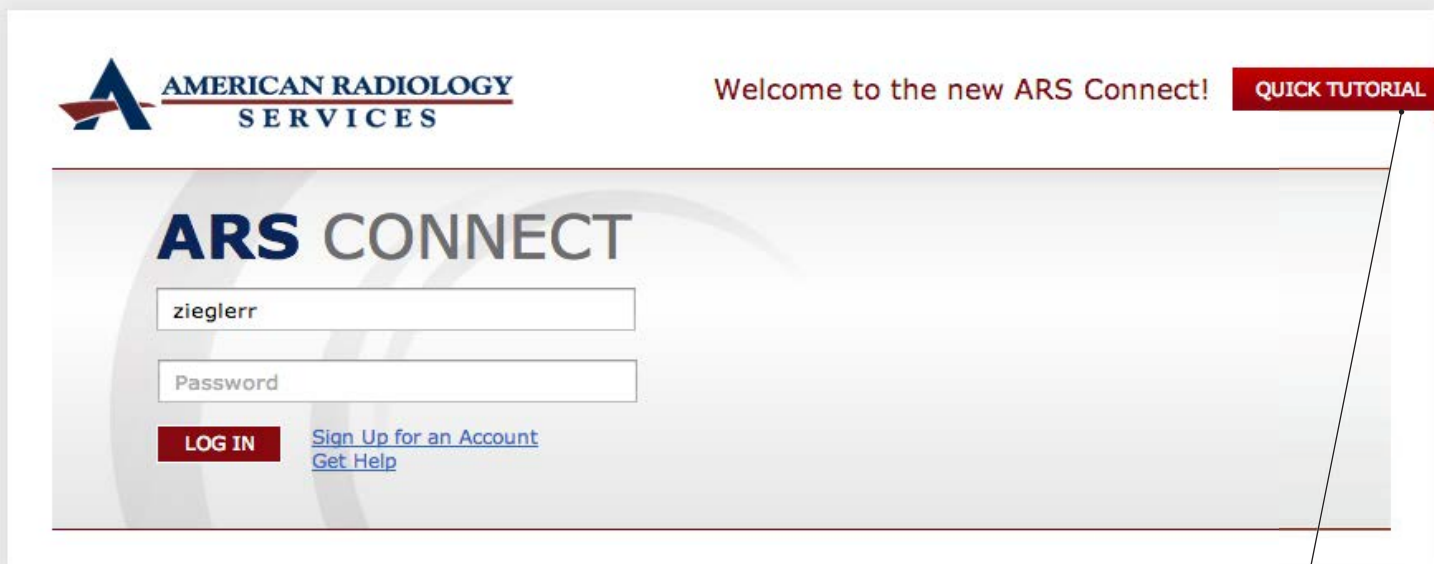 AMERICAN RADIOLOGY
SERVICES
Welcome to the new ARS Connect!
QUICK TUTORIAL
ARS CONNECT
zieglerr
Password
LOG IN
Sign Up for an Account
Get Help